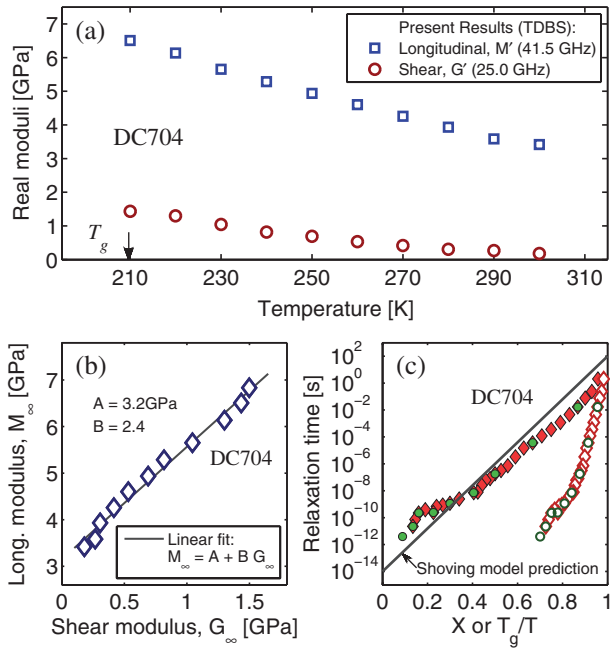 (a)
Present Results (TDBS):
Longitudinal, M′ (41.5 GHz)
Shear, G′ (25.0 GHz)
DC704
T_g
Real moduli [GPa]
7
6
5
4
3
2
1
0
210 230 250 270 290 310
Temperature [K]
(b)
A = 3.2GPa
B = 2.4
DC704
Linear fit:
M_∞ = A + B G_∞
Long. modulus, M_∞ [GPa]
7
6
5
4
3
0 0.5 1 1.5
Shear modulus, G_∞ [GPa]
(c)
DC704
Shoving model prediction
Relaxation time [s]
10^2
10^0
10^−2
10^−4
10^−6
10^−8
10^−10
10^−12
10^−14
0 0.2 0.4 0.6 0.8 1
X or T_g/T